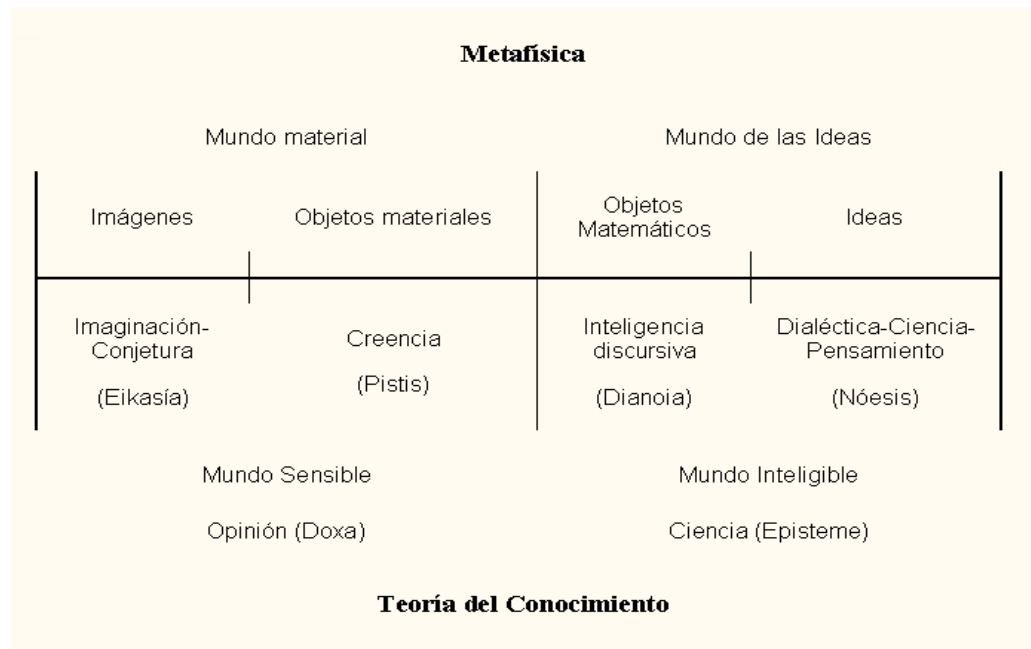 Metafísica
Mundo material
Mundo de las Ideas
Imágenes
Objetos materiales
Objetos
Matemáticos
Ideas
Imaginación-
Conjetura
(Eikasía)
Creencia
(Pistis)
Inteligencia
discursiva
(Dianoia)
Dialéctica-Ciencia-
Pensamiento
(Nóesis)
Mundo Sensible
Mundo Inteligible
Opinión (Doxa)
Ciencia (Episteme)
Teoría del Conocimiento